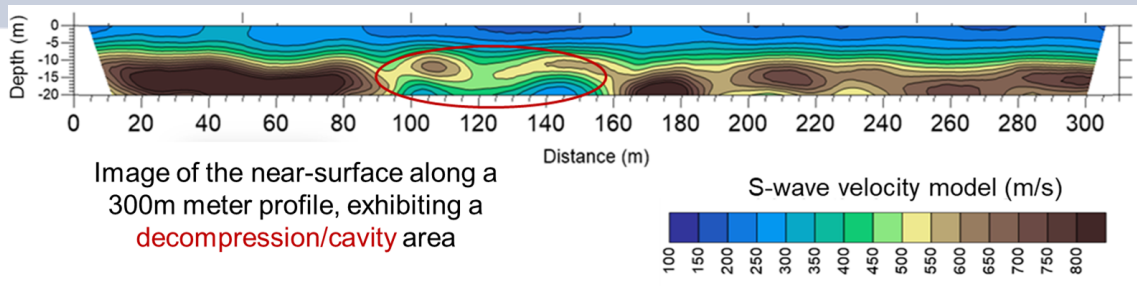 Depth (m)
0
-5
-10
-15
-20
0 20 40 60 80 100 120 140 160 180 200 220 240 260 280 300
Distance (m)
Image of the near-surface along a
300m meter profile, exhibiting a
decompression/cavity area
S-wave velocity model (m/s)
100 150 200 250 300 350 400 450 500 550 600 650 700 750 800